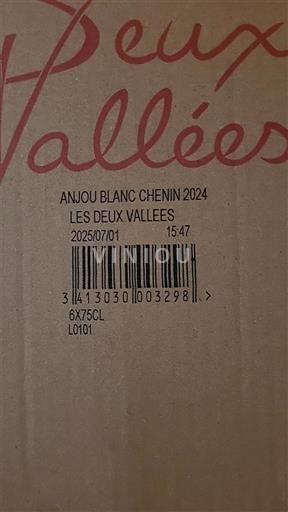 Deux
Vallées
ANJOU BLANC CHENIN 2024
LES DEUX VALLEES
2025/07/01 15:47
VINIOU
3 413030 003298 >
6X75CL
L0101